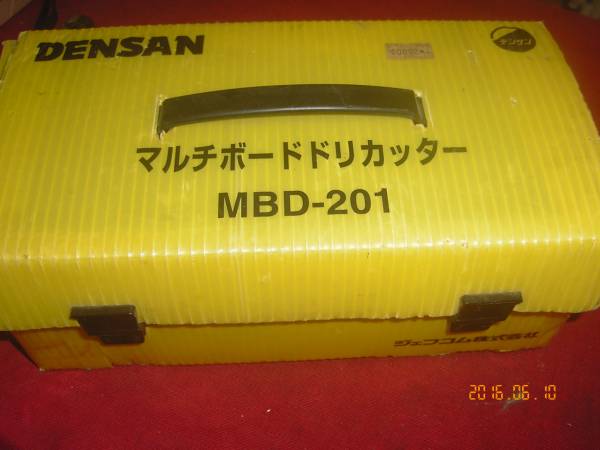 DENSAN
デンサン
マルチボードドリカッター
MBD-201
ジェフコム株式会社
2016.06.10